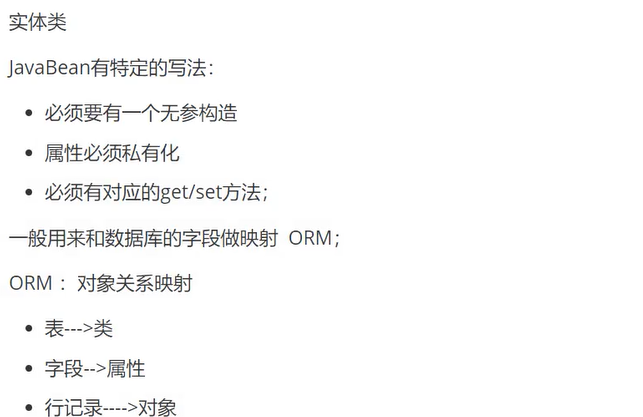 实体类
JavaBean有特定的写法：
• 必须要有一个无参构造
• 属性必须私有化
• 必须有对应的get/set方法；
一般用来和数据库的字段做映射 ORM；
ORM ：对象关系映射
• 表--->类
• 字段-->属性
• 行记录---->对象